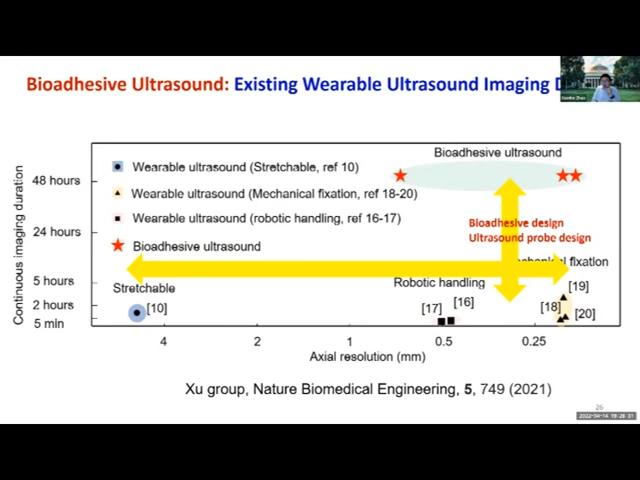 Bioadhesive Ultrasound: Existing Wearable Ultrasound Imaging D
Bioadhesive ultrasound
Wearable ultrasound (Stretchable, ref 10)
Wearable ultrasound (Mechanical fixation, ref 18-20)
Wearable ultrasound (robotic handling, ref 16-17)
Bioadhesive ultrasound
Bioadhesive design
Ultrasound probe design
fixation
Stretchable
Robotic handling
[10]
[17]
[16]
[18]
[19]
[20]
Continuous imaging duration
48 hours
24 hours
5 hours
2 hours
5 min
4
2
1
0.5
0.25
Axial resolution (mm)
Xu group, Nature Biomedical Engineering, 5, 749 (2021)
26